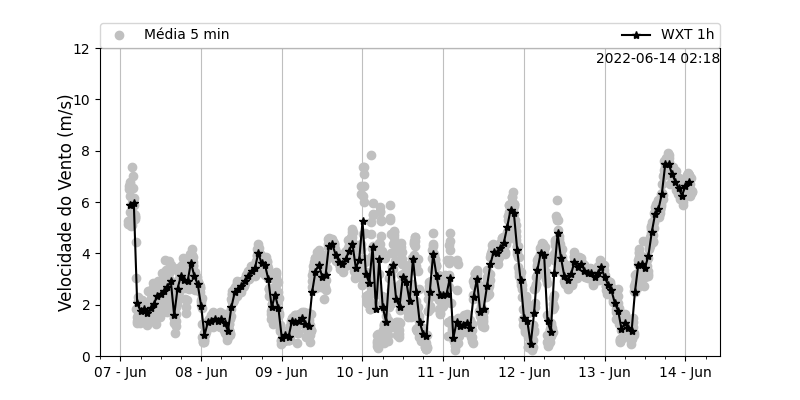 Média 5 min
WXT 1h
2022-06-14 02:18
Velocidade do Vento (m/s)
12
10
8
6
4
2
0
07 - Jun
08 - Jun
09 - Jun
10 - Jun
11 - Jun
12 - Jun
13 - Jun
14 - Jun